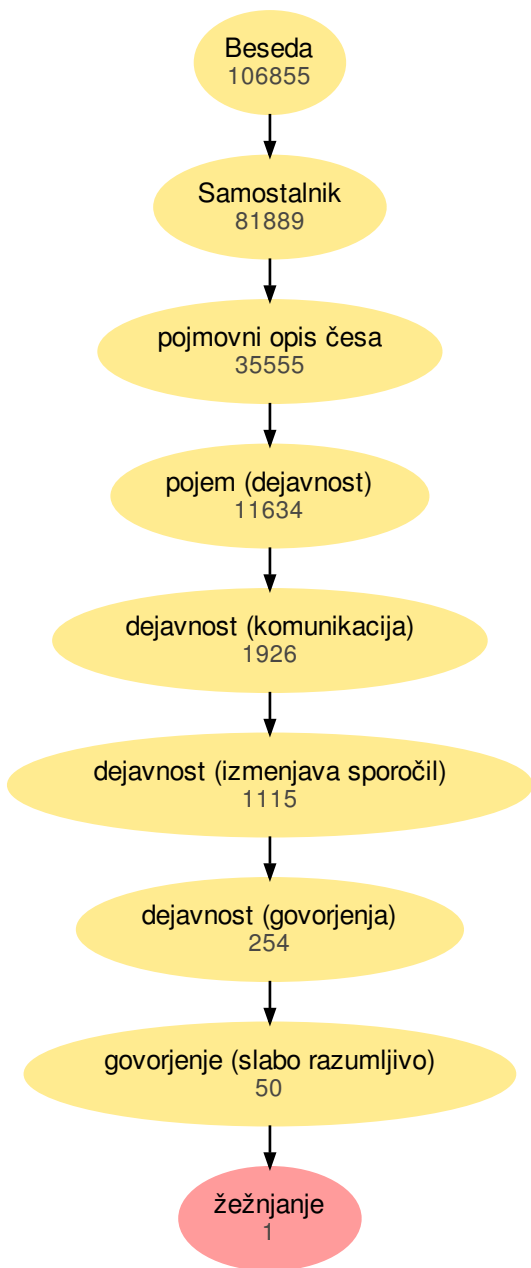 Beseda
106855
Samostalnik
81889
pojmovni opis česa
35555
pojem (dejavnost)
11634
dejavnost (komunikacija)
1926
dejavnost (izmenjava sporočil)
1115
dejavnost (govorjenja)
254
govorjenje (slabo razumljivo)
50
žežnjanje
1